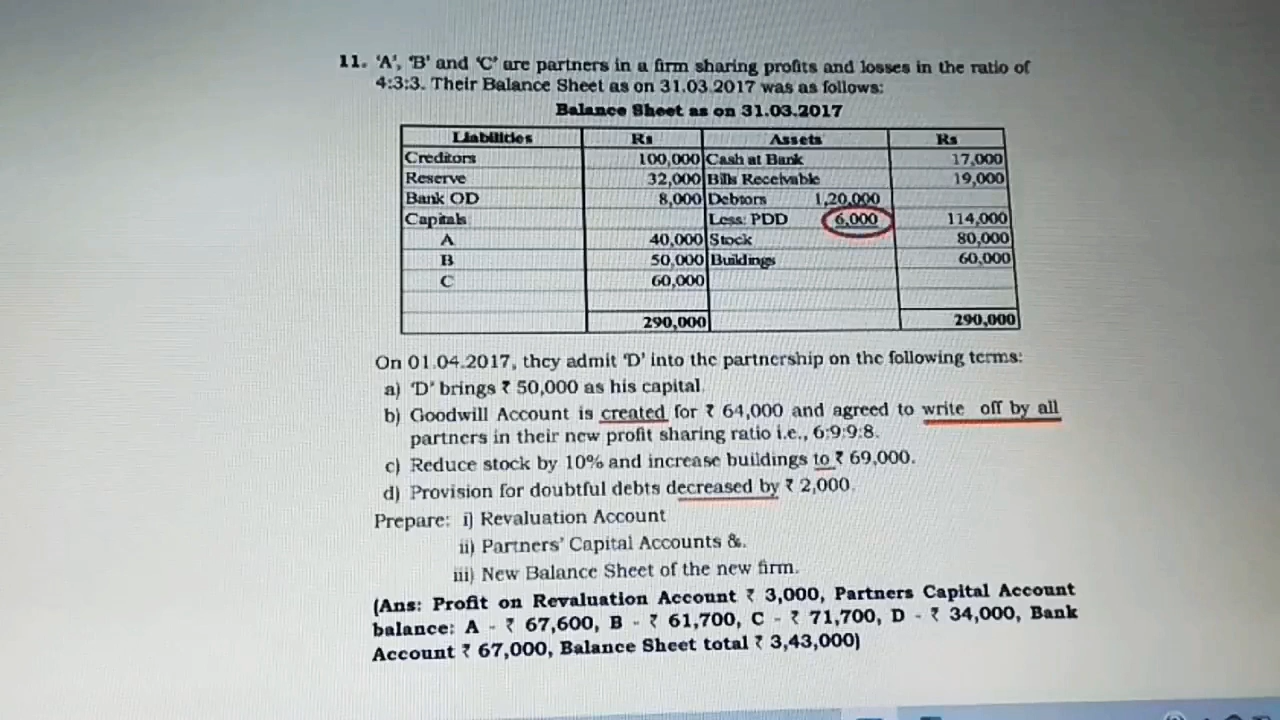 11. 'A', 'B' and 'C' are partners in a firm sharing profits and losses in the ratio of
4:3:3. Their Balance Sheet as on 31.03.2017 was as follows:
Balance Sheet as on 31.03.2017
Liabilities Rs Assets Rs
Creditors 100,000 Cash at Bank 17,000
Reserve 32,000 Bills Receivable 19,000
Bank OD 8,000 Debtors 1,20,000
Capitals Less: PDD 6,000 114,000
A 40,000 Stock 80,000
B 50,000 Buildings 60,000
C 60,000
290,000 290,000
On 01.04.2017, they admit 'D' into the partnership on the following terms:
a) 'D' brings ₹ 50,000 as his capital.
b) Goodwill Account is created for ₹ 64,000 and agreed to write off by all
partners in their new profit sharing ratio i.e., 6:9:9:8.
c) Reduce stock by 10% and increase buildings to ₹ 69,000.
d) Provision for doubtful debts decreased by ₹ 2,000.
Prepare: i) Revaluation Account
ii) Partners' Capital Accounts &.
iii) New Balance Sheet of the new firm.
(Ans: Profit on Revaluation Account ₹ 3,000, Partners Capital Account
balance: A - ₹ 67,600, B - ₹ 61,700, C - ₹ 71,700, D - ₹ 34,000, Bank
Account ₹ 67,000, Balance Sheet total ₹ 3,43,000)